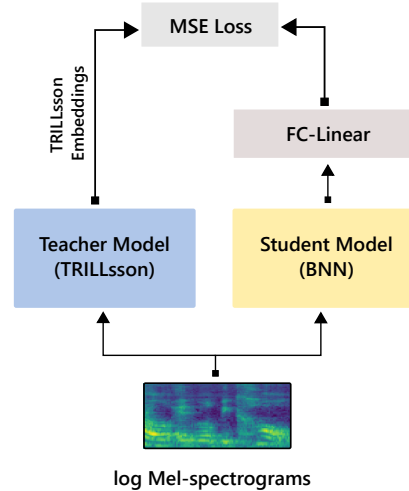 MSE Loss
TRILLsson
Embeddings
FC-Linear
Teacher Model
(TRILLsson)
Student Model
(BNN)
log Mel-spectrograms